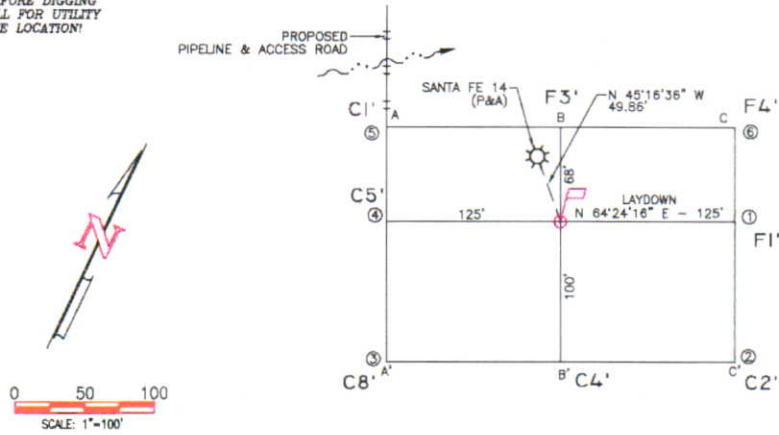 DIGGING
FOR UTILITY
LOCATION!
PROPOSED
PIPELINE & ACCESS ROAD
SANTA FE 14
(P&A)
N 45°16'36" W
49.86'
C1'
A
F3'
B
C
F4'
⑤
⑥
68'
C5'
④
125'
LAYDOWN
N 64°24'16" E - 125'
①
F1'
N
100'
③
A'
C8'
B'
C4'
C'
②
C2'
0 50 100
SCALE: 1"=100'